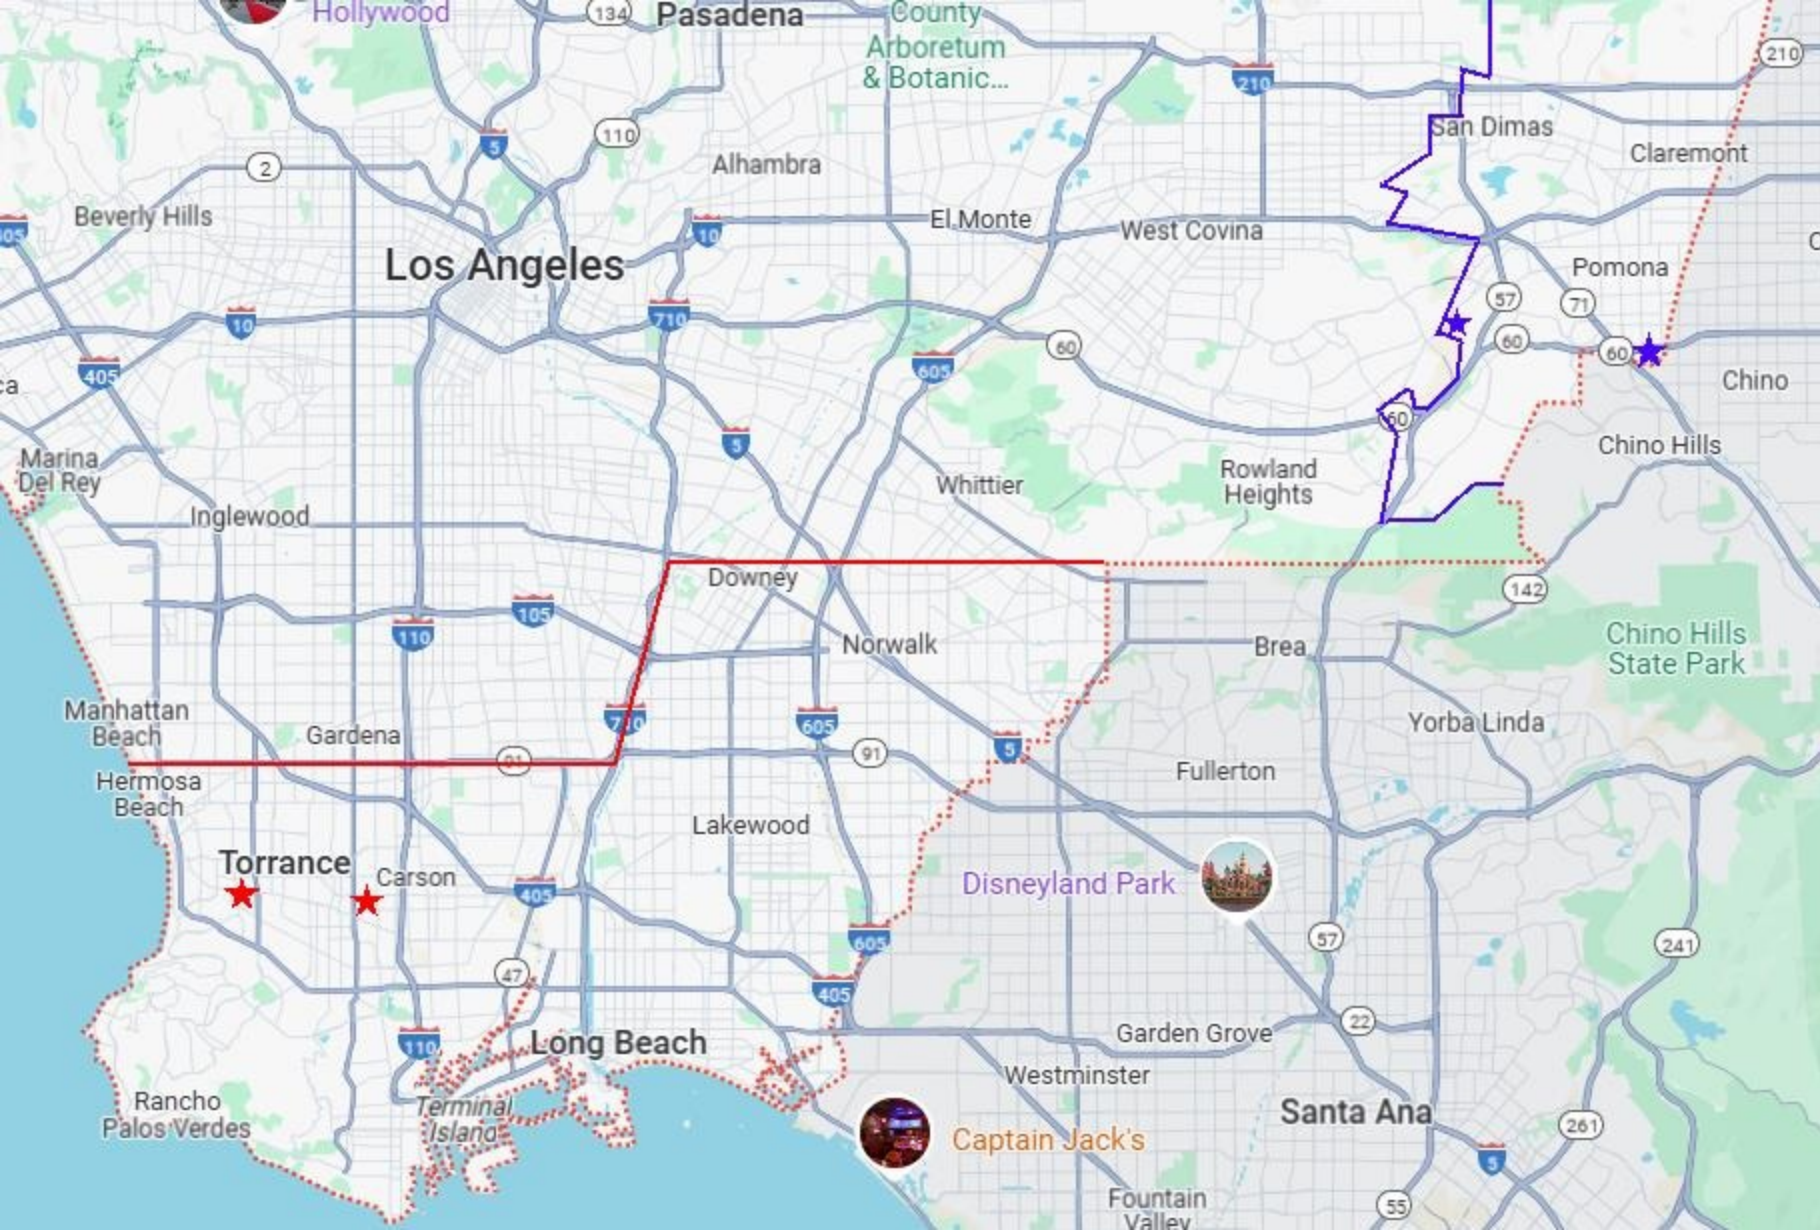 Hollywood
134
Pasadena
County
Arboretum
& Botanic...
210
210
5
110
San Dimas
2
Alhambra
Claremont
Beverly Hills
El Monte
West Covina
405
10
Los Angeles
Pomona
57
71
10
710
60
60
60
605
405
Chino
ca
60
5
Chino Hills
Marina
Del Rey
Whittier
Rowland
Heights
Inglewood
Downey
142
105
110
Norwalk
Brea
Chino Hills
State Park
Manhattan
Beach
Gardena
710
605
5
91
91
Yorba Linda
Fullerton
Hermosa
Beach
Lakewood
Torrance
Carson
405
Disneyland Park
605
57
241
47
405
22
110
Long Beach
Garden Grove
Westminster
Rancho
Palos Verdes
Terminal
Island
Captain Jack's
Santa Ana
261
5
Fountain
Valley
55